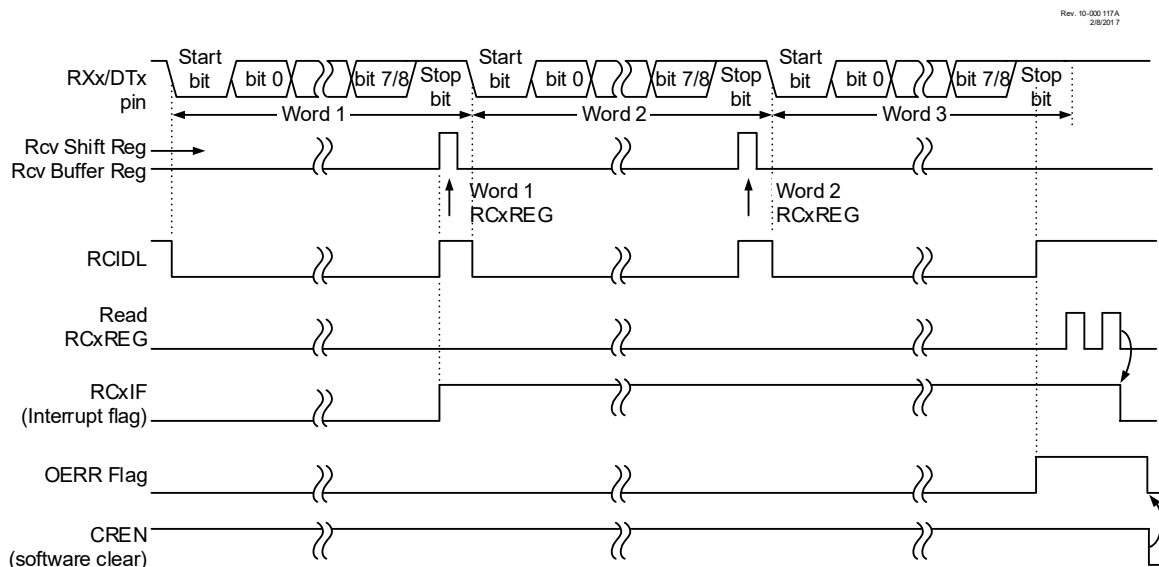 Rev. 10-000 117A
2/8/201 7
RXx/DTx
pin
Start
bit
bit 0
bit 7/8
Stop
bit
Start
bit
bit 0
bit 7/8
Stop
bit
Start
bit
bit 0
bit 7/8
Stop
bit
Word 1
Word 2
Word 3
Rcv Shift Reg
Rcv Buffer Reg
Word 1
RCxREG
Word 2
RCxREG
RCIDL
Read
RCxREG
RCxIF
(Interrupt flag)
OERR Flag
CREN
(software clear)